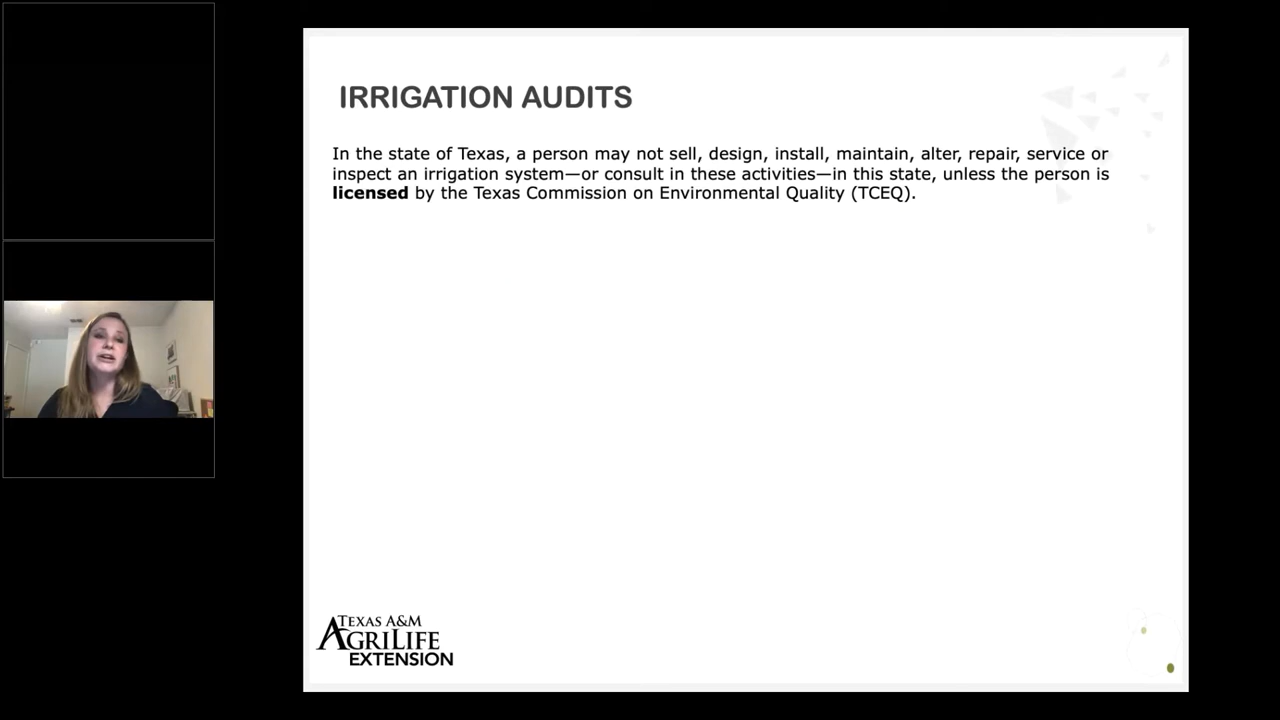 IRRIGATION AUDITS
In the state of Texas, a person may not sell, design, install, maintain, alter, repair, service or
inspect an irrigation system—or consult in these activities—in this state, unless the person is
licensed by the Texas Commission on Environmental Quality (TCEQ).
TEXAS A&M
AGRILIFE
EXTENSION